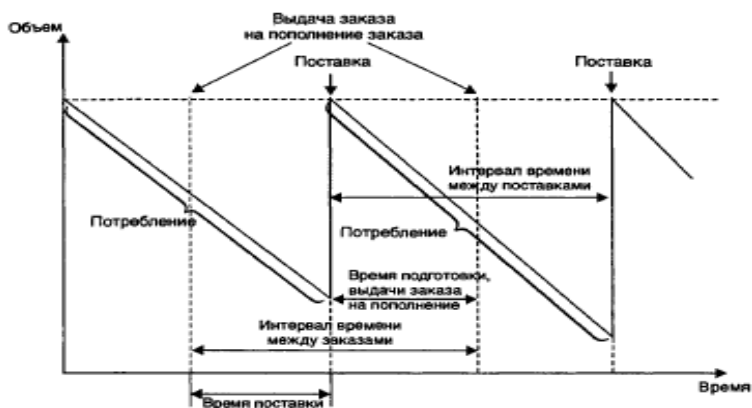 Выдача заказа
на пополнение заказа
Объем
Поставка
Поставка
Интервал времени
между поставками
Потребление
Потребление
Время подготовки,
выдачи заказа
на пополнение
Интервал времени
между заказами
Время
Время поставки